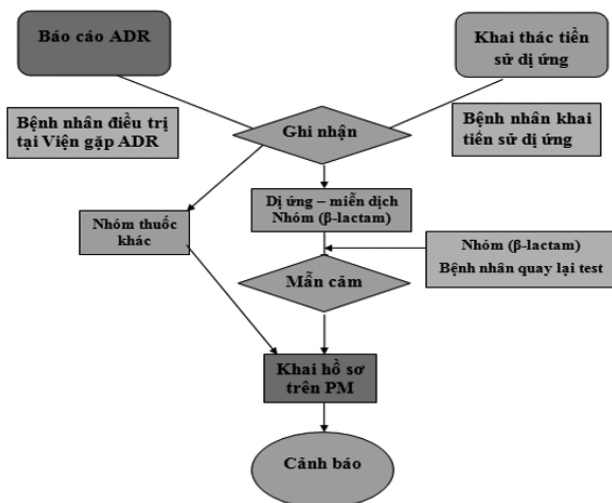 Báo cáo ADR
Khai thác tiền
sử dị ứng
Bệnh nhân điều trị
tại Viện gặp ADR
Ghi nhận
Bệnh nhân khai
tiền sử dị ứng
Dị ứng – miễn dịch
Nhóm (β-lactam)
Nhóm thuốc
khác
Nhóm (β-lactam)
Bệnh nhân quay lại test
Mẫn cảm
Khai hồ sơ
trên PM
Cảnh báo